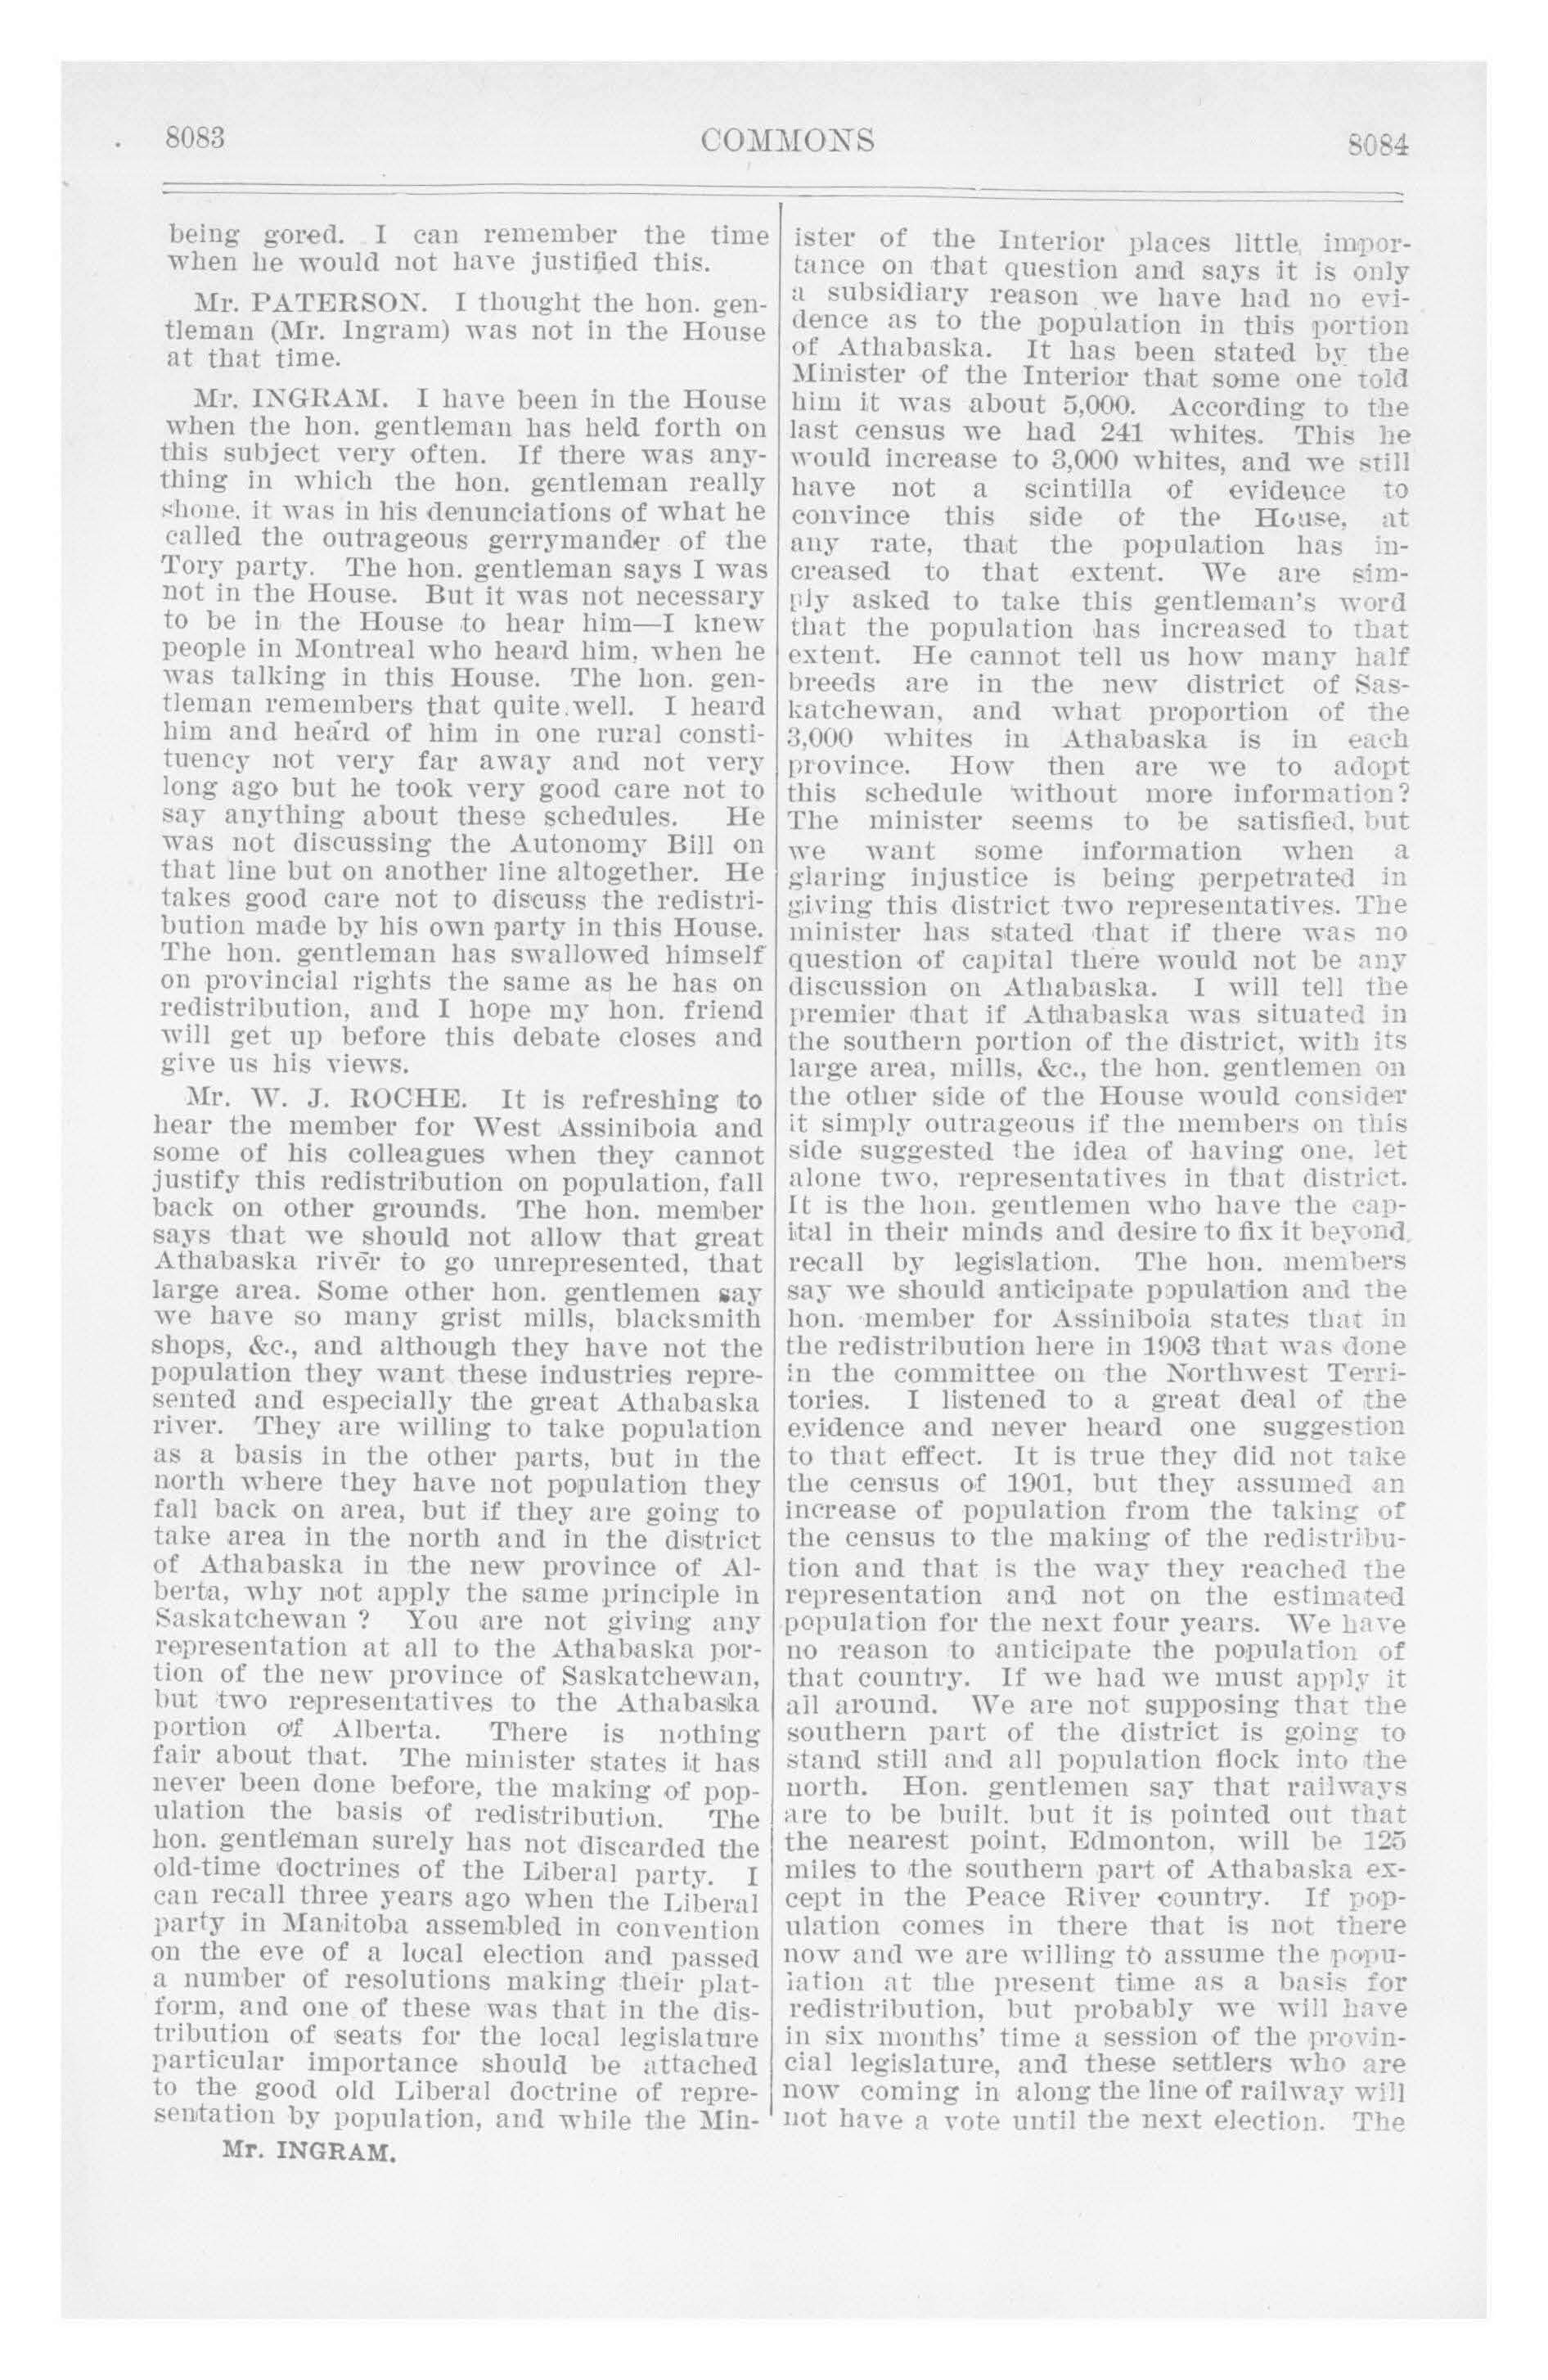 8083
COMMONS
8084
being gored. I can remember the time
when he would not have justified this.
Mr. PATERSON. I thought the hon. gen-
tleman (Mr. Ingram) was not in the House
at that time.
Mr. INGRAM. I have been in the House
when the hon. gentleman has held forth on
this subject very often. If there was any-
thing in which the hon. gentleman really
shone, it was in his denunciations of what he
called the outrageous gerrymander of the
Tory party. The hon. gentleman says I was
not in the House. But it was not necessary
to be in the House to hear him—I knew
people in Montreal who heard him, when he
was talking in this House. The hon. gen-
tleman remembers that quite well. I heard
him and heard of him in one rural consti-
tuency not very far away and not very
long ago but he took very good care not to
say anything about these schedules. He
was not discussing the Autonomy Bill on
that line but on another line altogether. He
takes good care not to discuss the redistri-
bution made by his own party in this House.
The hon. gentleman has swallowed himself
on provincial rights the same as he has on
redistribution, and I hope my hon. friend
will get up before this debate closes and
give us his views.
Mr. W. J. ROCHE. It is refreshing to
hear the member for West Assiniboia and
some of his colleagues when they cannot
justify this redistribution on population, fall
back on other grounds. The hon. member
says that we should not allow that great
Athabaska river to go unrepresented, that
large area. Some other hon. gentlemen say
we have so many grist mills, blacksmith
shops, &c., and although they have not the
population they want these industries repre-
sented and especially the great Athabaska
river. They are willing to take population
as a basis in the other parts, but in the
north where they have not population they
fall back on area, but if they are going to
take area in the north and in the district
of Athabaska in the new province of Al-
berta, why not apply the same principle in
Saskatchewan ? You are not giving any
representation at all to the Athabaska por-
tion of the new province of Saskatchewan,
but two representatives to the Athabaska
portion of Alberta. There is nothing
fair about that. The minister states it has
never been done before, the making of pop-
ulation the basis of redistribution. The
hon. gentleman surely has not discarded the
old-time doctrines of the Liberal party. I
can recall three years ago when the Liberal
party in Manitoba assembled in convention
on the eve of a local election and passed
a number of resolutions making their plat-
form, and one of these was that in the dis-
tribution of seats for the local legislature
particular importance should be attached
to the good old Liberal doctrine of repre-
sentation by population, and while the Min-
Mr. INGRAM.
ister of the Interior places little, impor-
tance on that question and says it is only
a subsidiary reason we have had no evi-
dence as to the population in this portion
of Athabaska. It has been stated by the
Minister of the Interior that some one told
him it was about 5,000. According to the
last census we had 241 whites. This he
would increase to 3,000 whites, and we still
have not a scintilla of evidence to
convince this side of the House, at
any rate, that the population has in-
creased to that extent. We are sim-
ply asked to take this gentleman's word
that the population has increased to that
extent. He cannot tell us how many half
breeds are in the new district of Sas-
katchewan, and what proportion of the
3,000 whites in Athabaska is in each
province. How then are we to adopt
this schedule without more information?
The minister seems to be satisfied, but
we want some information when a
glaring injustice is being perpetrated in
giving this district two representatives. The
minister has stated that if there was no
question of capital there would not be any
discussion on Athabaska. I will tell the
premier that if Athabaska was situated in
the southern portion of the district, with its
large area, mills, &c., the hon. gentlemen on
the other side of the House would consider
it simply outrageous if the members on this
side suggested the idea of having one, let
alone two, representatives in that district.
It is the hon. gentlemen who have the cap-
ital in their minds and desire to fix it beyond
recall by legislation. The hon. members
say we should anticipate population and the
hon. member for Assiniboia states that in
the redistribution here in 1903 that was done
in the committee on the Northwest Terri-
tories. I listened to a great deal of the
evidence and never heard one suggestion
to that effect. It is true they did not take
the census of 1901, but they assumed an
increase of population from the taking of
the census to the making of the redistribu-
tion and that is the way they reached the
representation and not on the estimated
population for the next four years. We have
no reason to anticipate the population of
that country. If we had we must apply it
all around. We are not supposing that the
southern part of the district is going to
stand still and all population flock into the
north. Hon. gentlemen say that railways
are to be built, but it is pointed out that
the nearest point, Edmonton, will be 125
miles to the southern part of Athabaska ex-
cept in the Peace River country. If pop-
ulation comes in there that is not there
now and we are willing to assume the popu-
lation at the present time as a basis for
redistribution, but probably we will have
in six months' time a session of the provin-
cial legislature, and these settlers who are
now coming in along the line of railway will
not have a vote until the next election. The